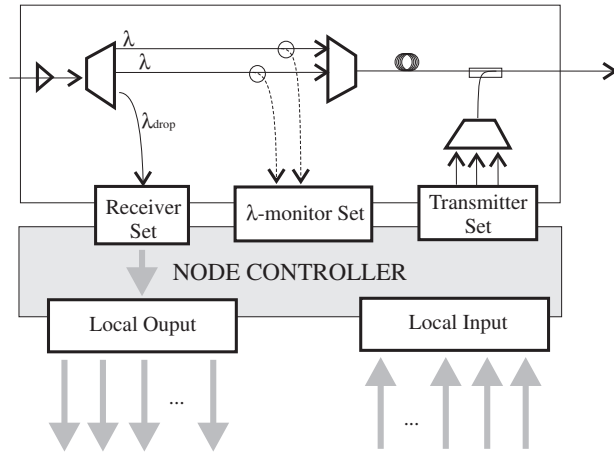 λ
λ
λdrop
Receiver
Set
λ-monitor Set
Transmitter
Set
NODE CONTROLLER
Local Ouput
Local Input
...
...